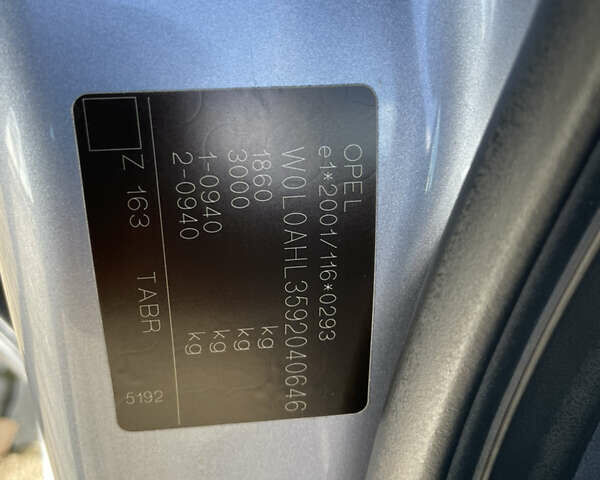 OPEL
e1*2001/116*0293
W0L0AHL3592040646
1860 kg
3000 kg
1-0940 kg
2-0940 kg
Z 163 TABR
5192